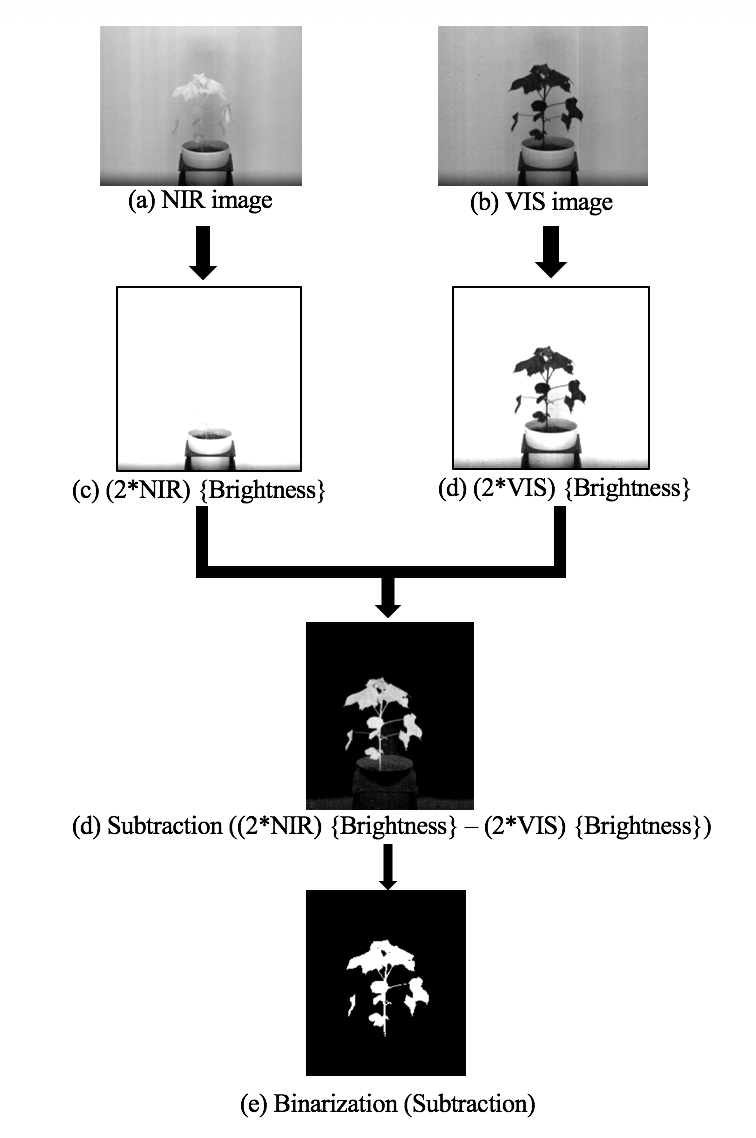 (a) NIR image
(b) VIS image
(c) (2*NIR) {Brightness}
(d) (2*VIS) {Brightness}
(d) Subtraction ((2*NIR) {Brightness} – (2*VIS) {Brightness})
(e) Binarization (Subtraction)